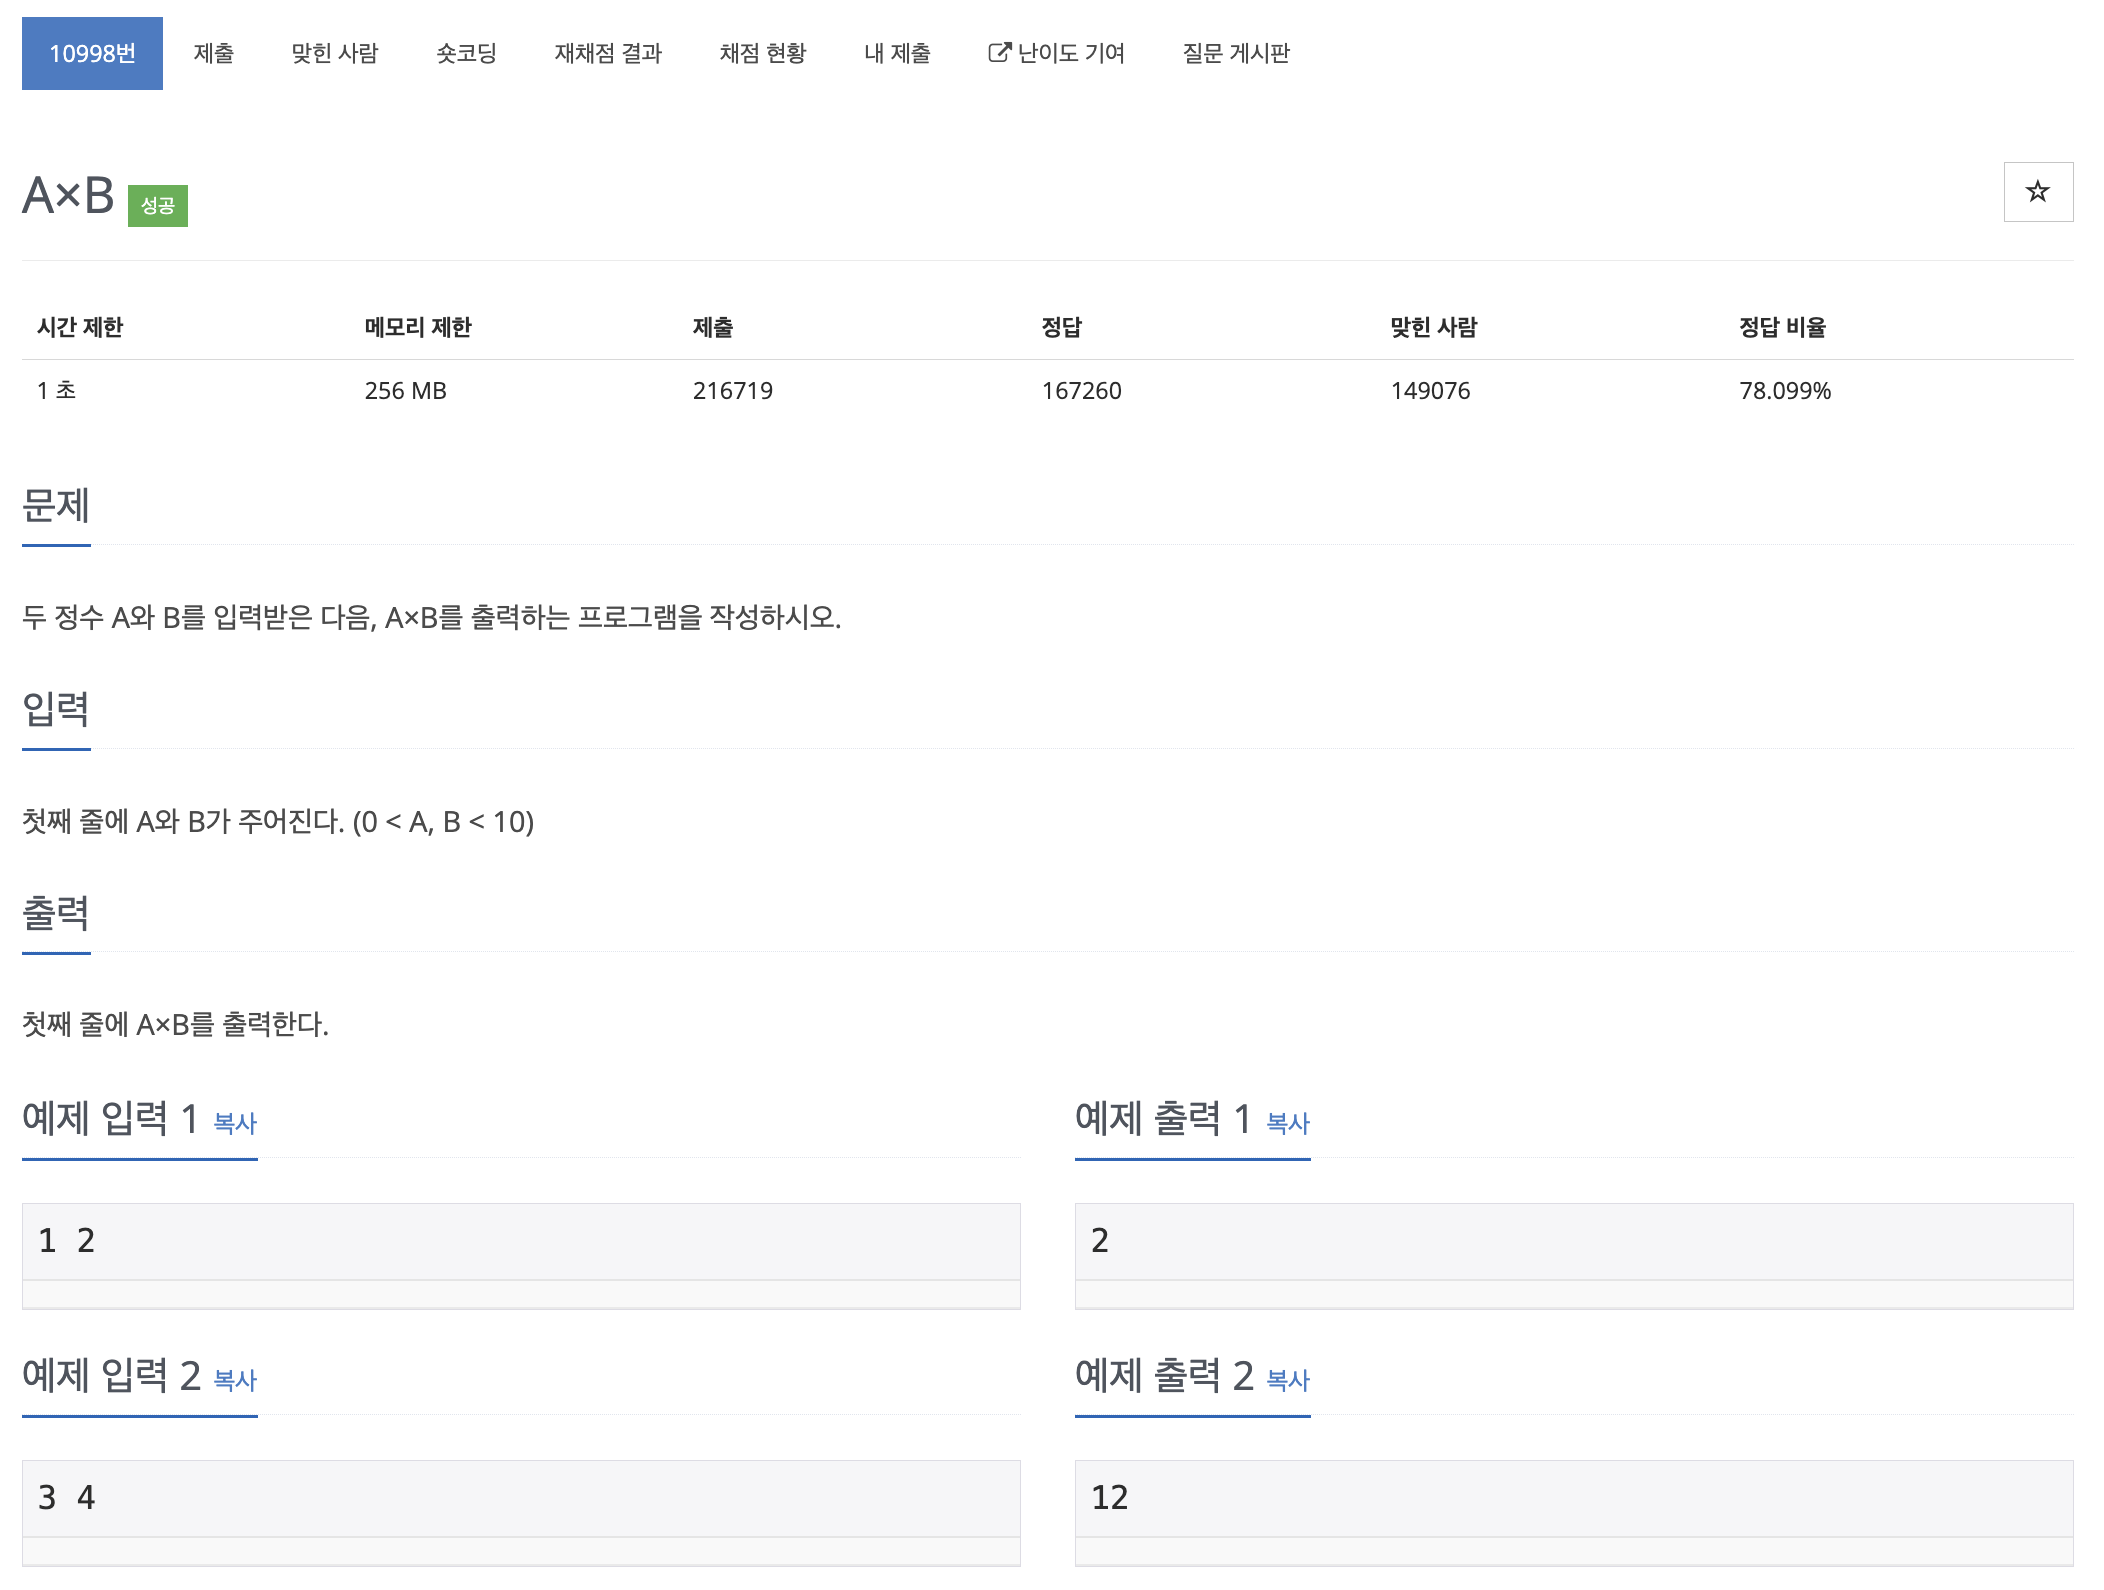 10998번 제출 맞힌 사람 숏코딩 재채점 결과 채점 현황 내 제출 난이도 기여 질문 게시판
A×B 성공
시간 제한 메모리 제한 제출 정답 맞힌 사람 정답 비율
1 초 256 MB 216719 167260 149076 78.099%
문제
두 정수 A와 B를 입력받은 다음, A×B를 출력하는 프로그램을 작성하시오.
입력
첫째 줄에 A와 B가 주어진다. (0 < A, B < 10)
출력
첫째 줄에 A×B를 출력한다.
예제 입력 1 복사
1 2
예제 출력 1 복사
2
예제 입력 2 복사
3 4
예제 출력 2 복사
12